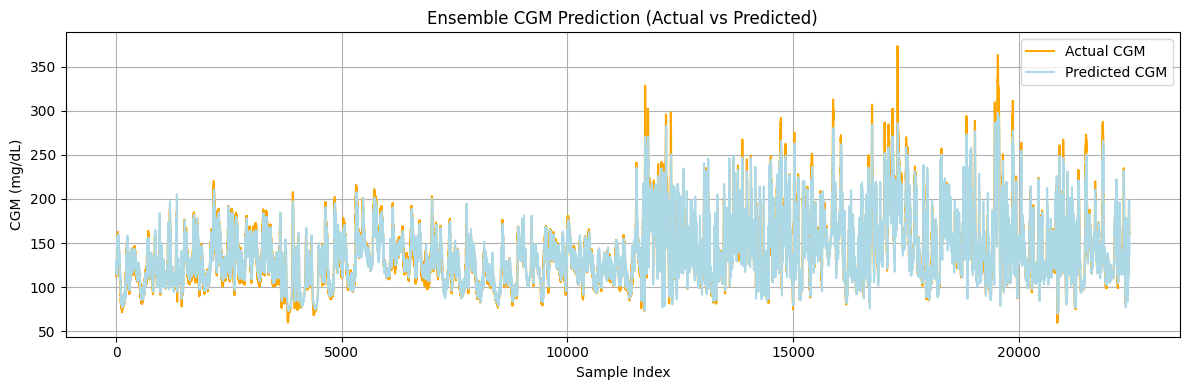 Ensemble CGM Prediction (Actual vs Predicted)
Actual CGM
Predicted CGM
CGM (mg/dL)
350
300
250
200
150
100
50
0 5000 10000 15000 20000
Sample Index